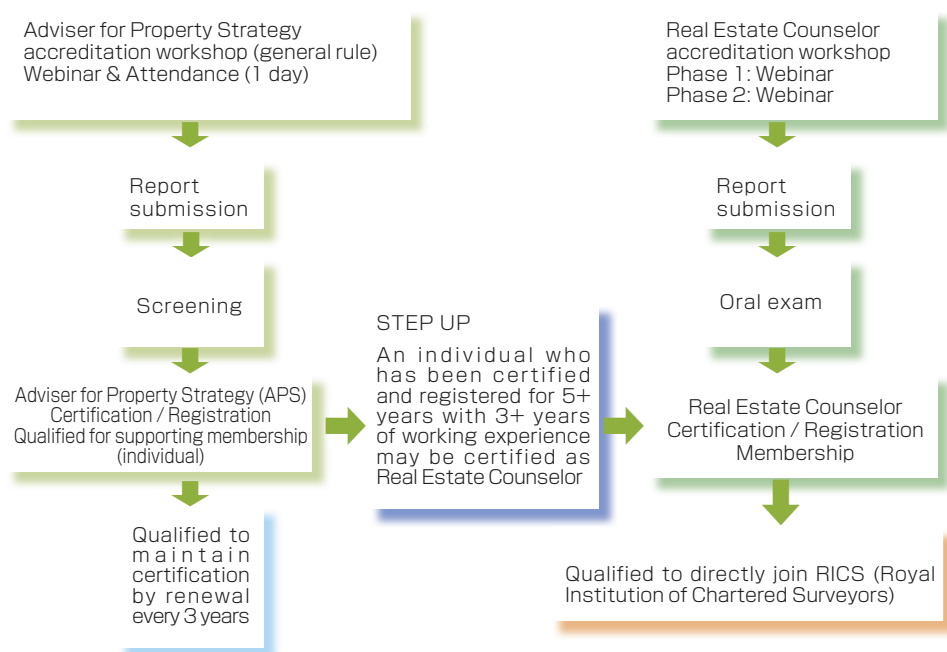 Adviser for Property Strategy
accreditation workshop (general rule)
Webinar & Attendance (1 day)
Report
submission
Screening
Adviser for Property Strategy (APS)
Certification / Registration
Qualified for supporting membership
(individual)
Qualified to
maintain
certification
by renewal
every 3 years
STEP UP
An individual who
has been certified
and registered for 5+
years with 3+ years
of working experience
may be certified as
Real Estate Counselor
Real Estate Counselor
accreditation workshop
Phase 1: Webinar
Phase 2: Webinar
Report
submission
Oral exam
Real Estate Counselor
Certification / Registration
Membership
Qualified to directly join RICS (Royal
Institution of Chartered Surveyors)